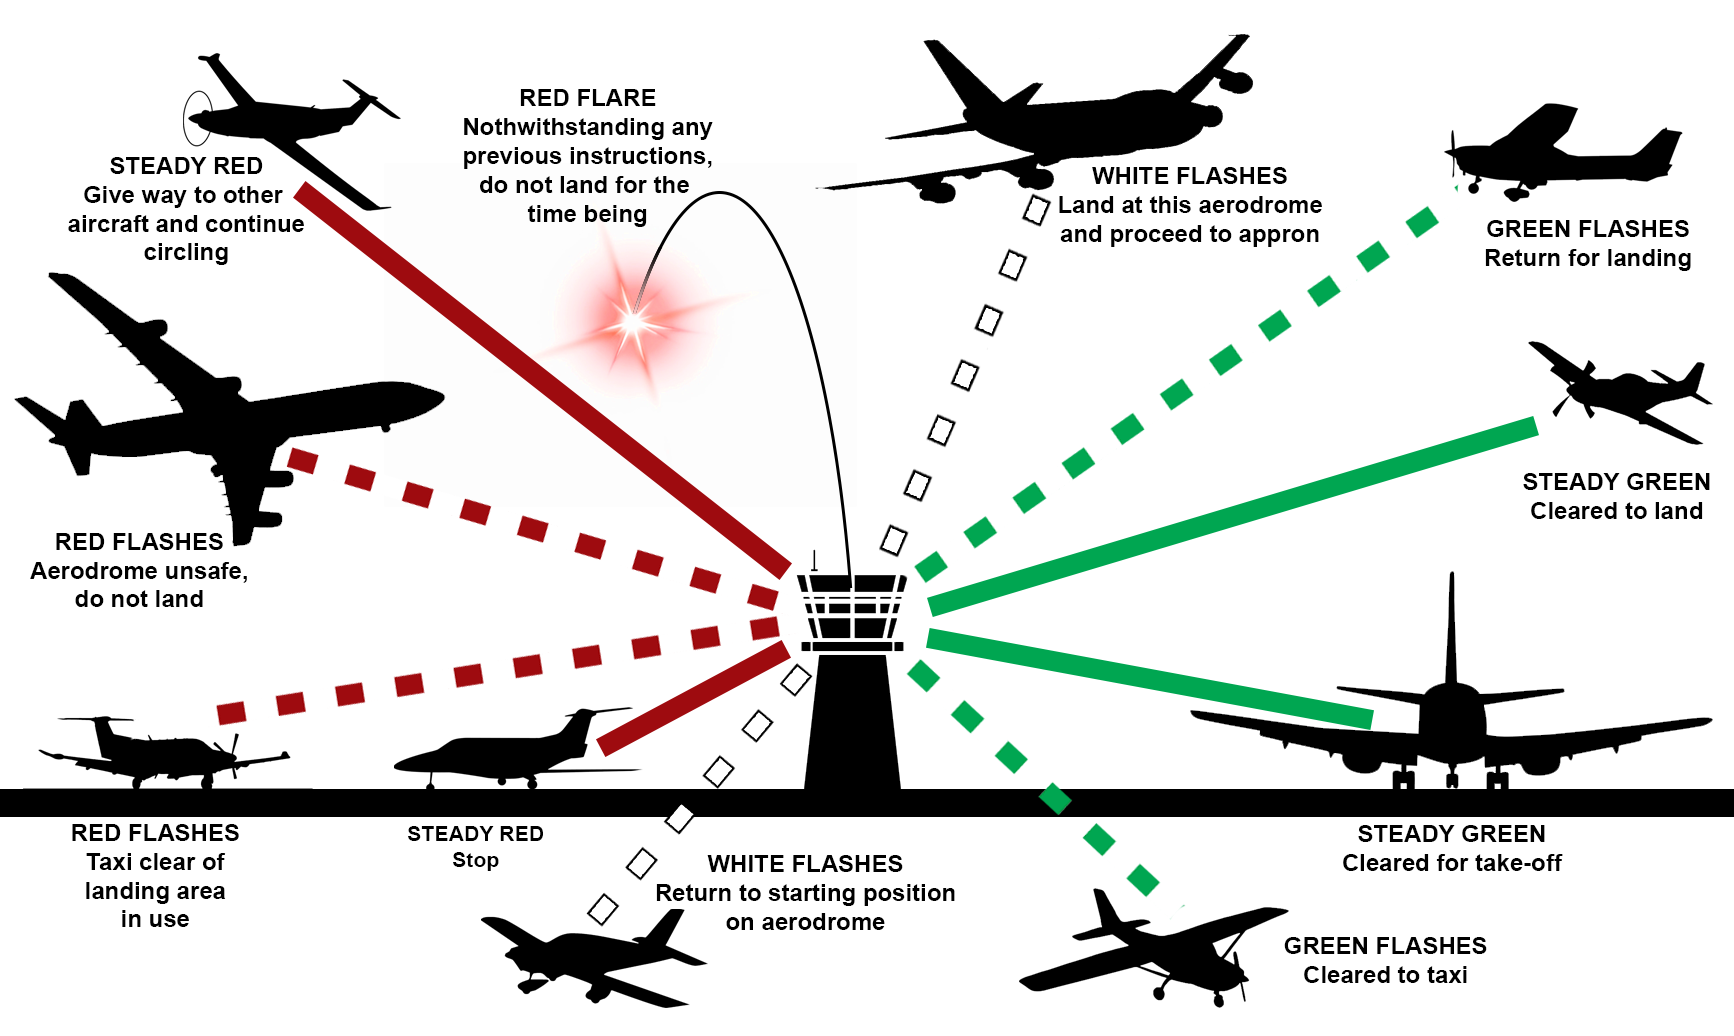 STEADY RED
Give way to other
aircraft and continue
circling
RED FLARE
Nothwithstanding any
previous instructions,
do not land for the
time being
WHITE FLASHES
Land at this aerodrome
and proceed to appron
GREEN FLASHES
Return for landing
STEADY GREEN
Cleared to land
RED FLASHES
Aerodrome unsafe,
do not land
RED FLASHES
Taxi clear of
landing area
in use
STEADY RED
Stop
WHITE FLASHES
Return to starting position
on aerodrome
STEADY GREEN
Cleared for take-off
GREEN FLASHES
Cleared to taxi